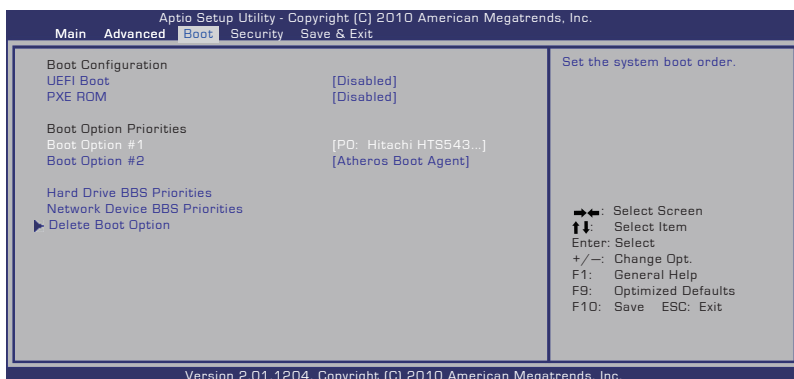 Aptio Setup Utility - Copyright (C) 2010 American Megatrends, Inc.
Main Advanced Boot Security Save & Exit
Boot Configuration
UEFI Boot [Disabled]
PXE ROM [Disabled]
Boot Option Priorities
Boot Option #1 [P0: Hitachi HTS543...]
Boot Option #2 [Atheros Boot Agent]
Hard Drive BBS Priorities
Network Device BBS Priorities
Delete Boot Option
Set the system boot order.
→←: Select Screen
↑↓: Select Item
Enter: Select
+/—: Change Opt.
F1: General Help
F9: Optimized Defaults
F10: Save ESC: Exit
Version 2.01.1204. Copyright (C) 2010 American Megatrends, Inc.